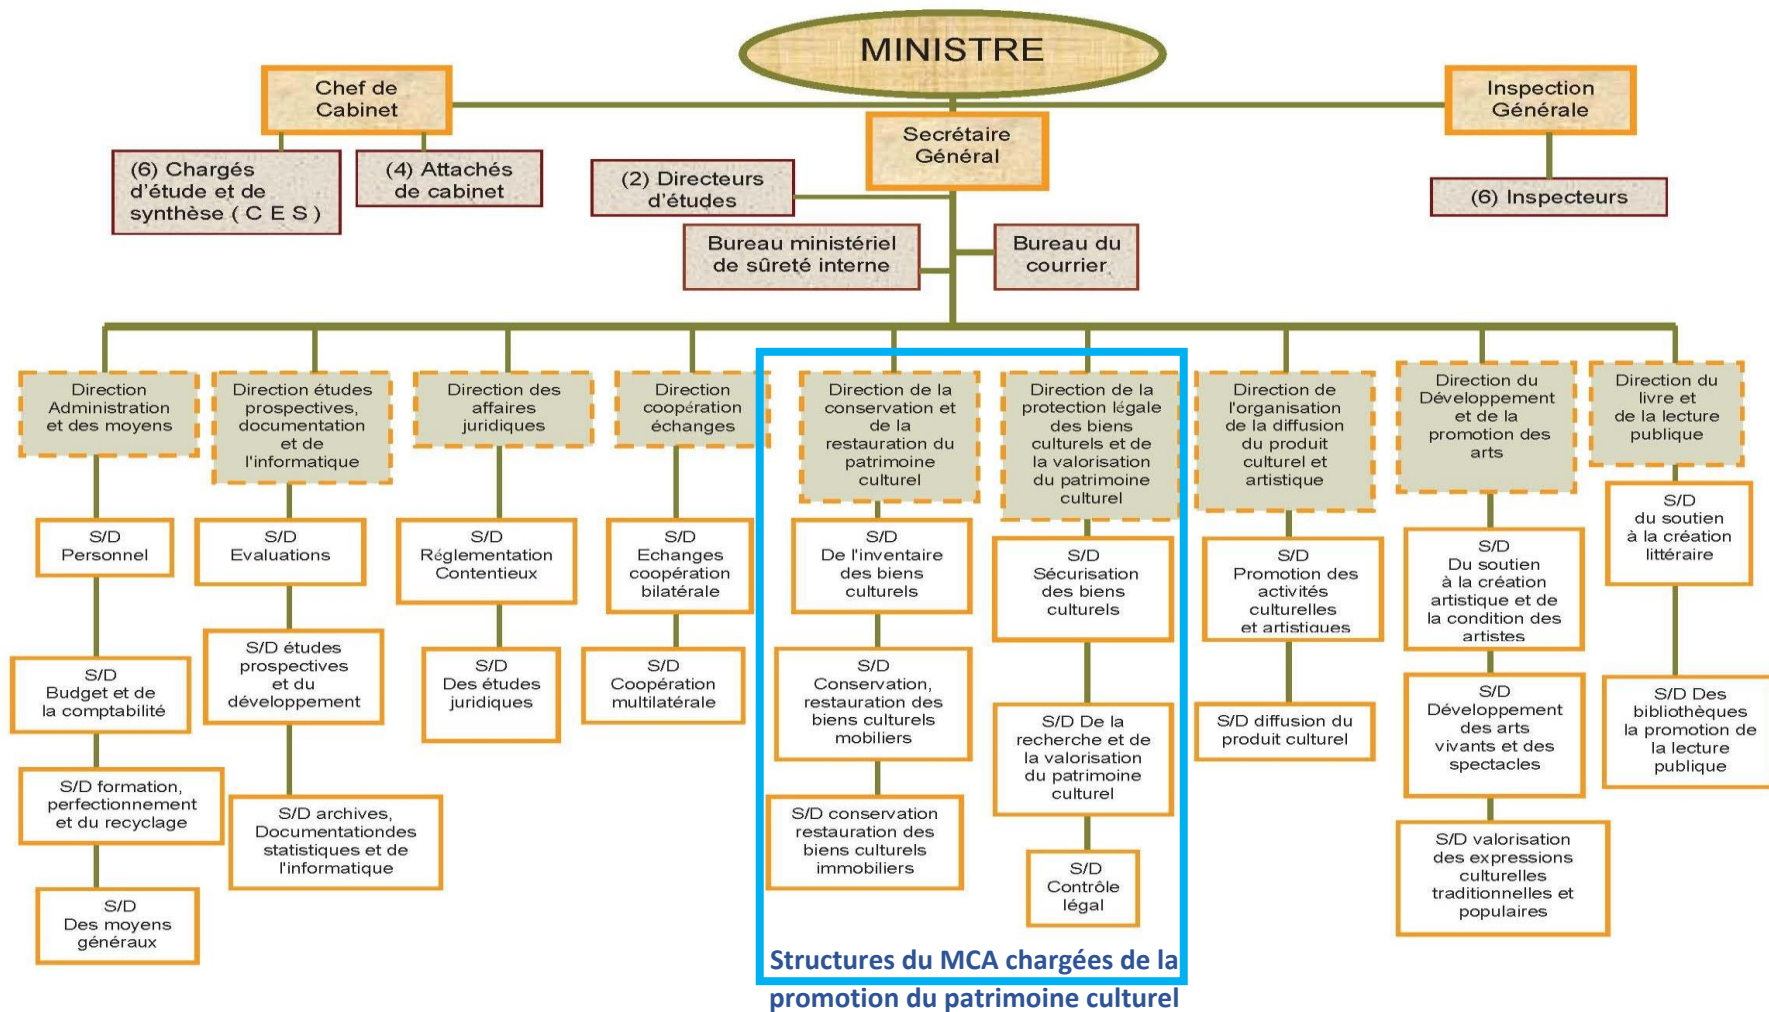 MINISTRE
Chef de
Cabinet
Inspection
Générale
Secrétaire
Général
(6) Chargés
d'étude et de
synthèse ( C E S )
(4) Attachés
de cabinet
(2) Directeurs
d'études
(6) Inspecteurs
Bureau ministériel
de sûreté interne
Bureau du
courrier
Direction
Administration
et des moyens
Direction études
prospectives,
documentation
et de
l'informatique
Direction des
affaires
juridiques
Direction
coopération
échanges
Direction de la
conservation et
de la
restauration du
patrimoine
culturel
Direction de la
protection légale
des biens
culturels et de
la valorisation
du patrimoine
culturel
Direction de
l'organisation
de la diffusion
du produit
culturel et
artistique
Direction du
Développement
et de la
promotion des
arts
Direction du
livre et
de la lecture
publique
S/D
Personnel
S/D
Budget et de
la comptabilité
S/D formation,
perfectionnement
et du recyclage
S/D
Des moyens
généraux
S/D
Evaluations
S/D études
prospectives
et du
développement
S/D archives,
Documentationdes
statistiques et de
l'informatique
S/D
Réglementation
Contentieux
S/D
Des études
juridiques
S/D
Echanges
coopération
bilatérale
S/D
Coopération
multilatérale
S/D
De l'inventaire
des biens
culturels
S/D
Conservation,
restauration des
biens culturels
mobiliers
S/D conservation
restauration des
biens culturels
immobiliers
S/D
Sécurisation
des biens
culturels
S/D De la
recherche et de
la valorisation
du patrimoine
culturel
S/D
Contrôle
légal
S/D
Promotion des
activités
culturelles
et artistiques
S/D diffusion du
produit culturel
S/D
Du soutien
à la création
artistique et de
la condition des
artistes
S/D
Développement
des arts
vivants et des
spectacles
S/D valorisation
des expressions
culturelles
traditionnelles et
populaires
S/D
du soutien
à la création
littéraire
S/D Des
bibliothèques
la promotion de
la lecture
publique
Structures du MCA chargées de la
promotion du patrimoine culturel